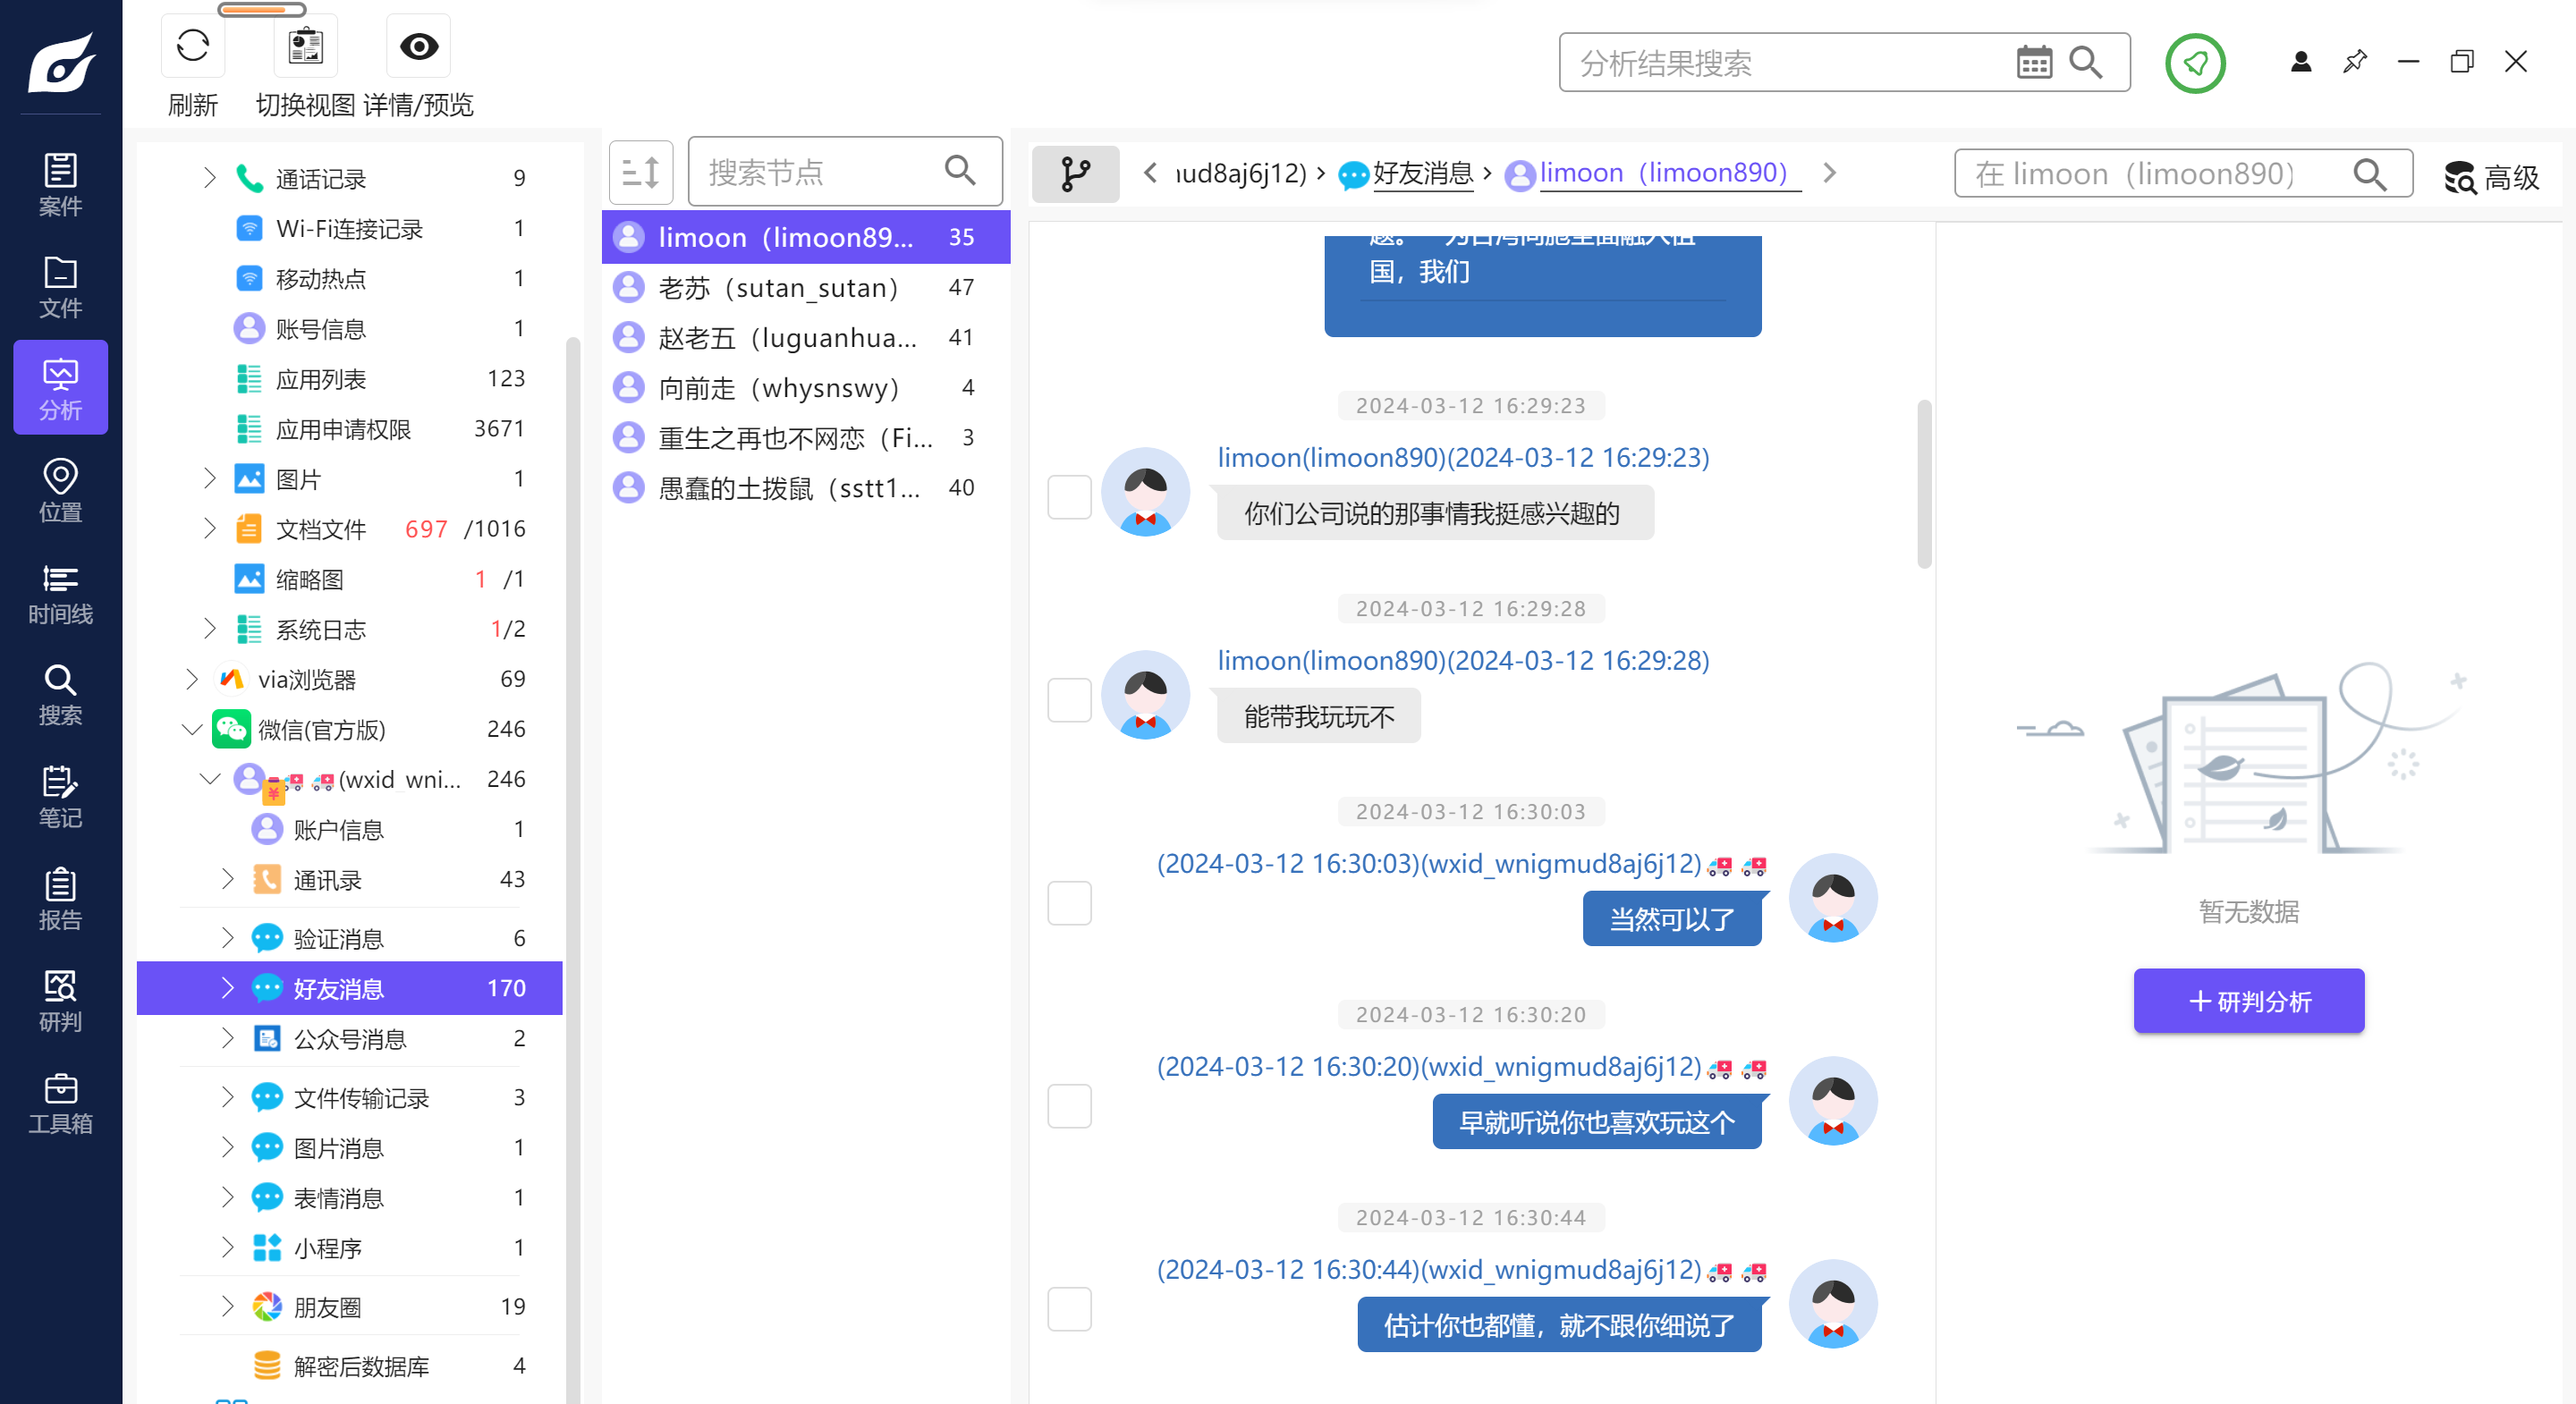 刷新
切换视图
详情/预览
分析结果搜索
案件
文件
分析
位置
时间线
搜索
笔记
报告
研判
工具箱
通话记录 9
Wi-Fi连接记录 1
移动热点 1
账号信息 1
应用列表 123
应用申请权限 3671
图片 1
文档文件 697 /1016
缩略图 1 /1
系统日志 1/2
via浏览器 69
微信(官方版) 246
(wxid_wni... 246
账户信息 1
通讯录 43
验证消息 6
好友消息 170
公众号消息 2
文件传输记录 3
图片消息 1
表情消息 1
小程序 1
朋友圈 19
解密后数据库 4
搜索节点
limoon（limoon89... 35
老苏（sutan_sutan） 47
赵老五（luguanhua... 41
向前走（whysnswy） 4
重生之再也不网恋（Fi... 3
愚蠢的土拨鼠（sstt1... 40
ud8aj6j12) › 好友消息 › limoon（limoon890）
在 limoon（limoon890）
高级
国，我们
2024-03-12 16:29:23
limoon(limoon890)(2024-03-12 16:29:23)
你们公司说的那事情我挺感兴趣的
2024-03-12 16:29:28
limoon(limoon890)(2024-03-12 16:29:28)
能带我玩玩不
2024-03-12 16:30:03
(2024-03-12 16:30:03)(wxid_wnigmud8aj6j12)
当然可以了
2024-03-12 16:30:20
(2024-03-12 16:30:20)(wxid_wnigmud8aj6j12)
早就听说你也喜欢玩这个
2024-03-12 16:30:44
(2024-03-12 16:30:44)(wxid_wnigmud8aj6j12)
估计你也都懂，就不跟你细说了
暂无数据
+研判分析